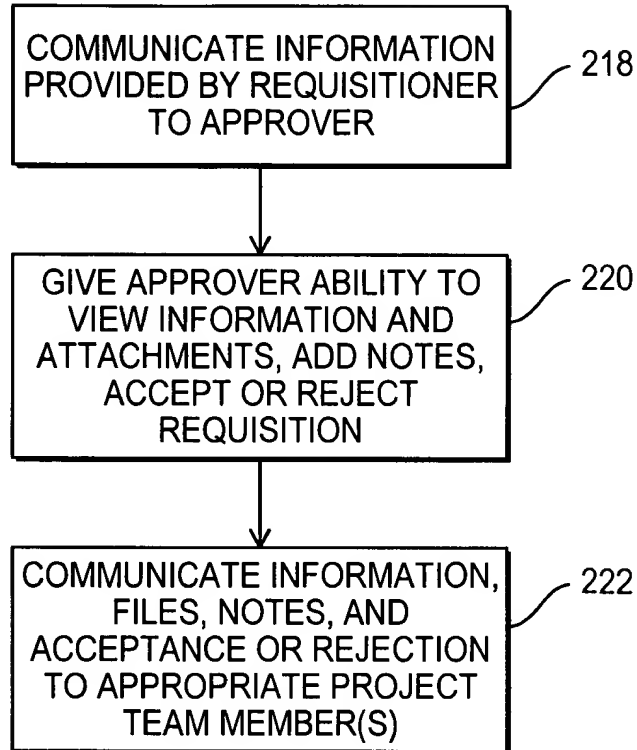 COMMUNICATE INFORMATION
PROVIDED BY REQUISITIONER
TO APPROVER
218
GIVE APPROVER ABILITY TO
VIEW INFORMATION AND
ATTACHMENTS, ADD NOTES,
ACCEPT OR REJECT
REQUISITION
220
COMMUNICATE INFORMATION,
FILES, NOTES, AND
ACCEPTANCE OR REJECTION
TO APPROPRIATE PROJECT
TEAM MEMBER(S)
222